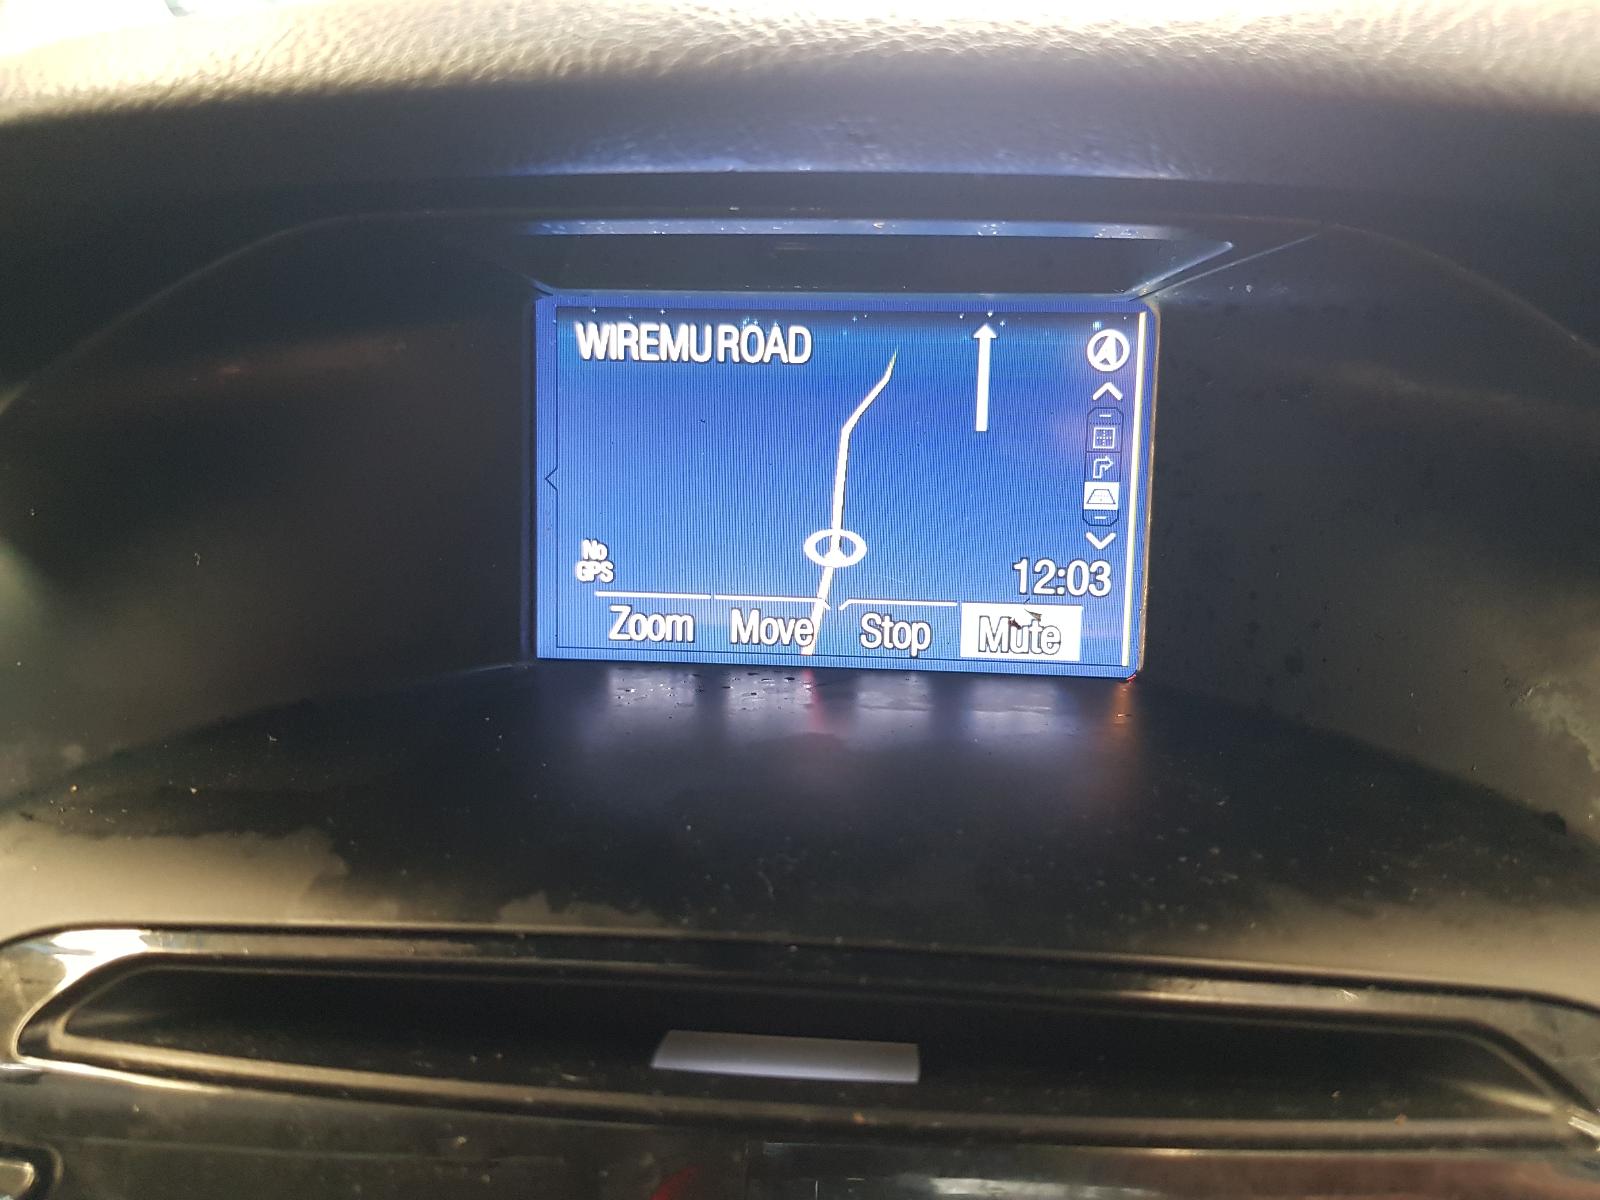 WIREMU ROAD
No
GPS
12:03
Zoom Move Stop Mute